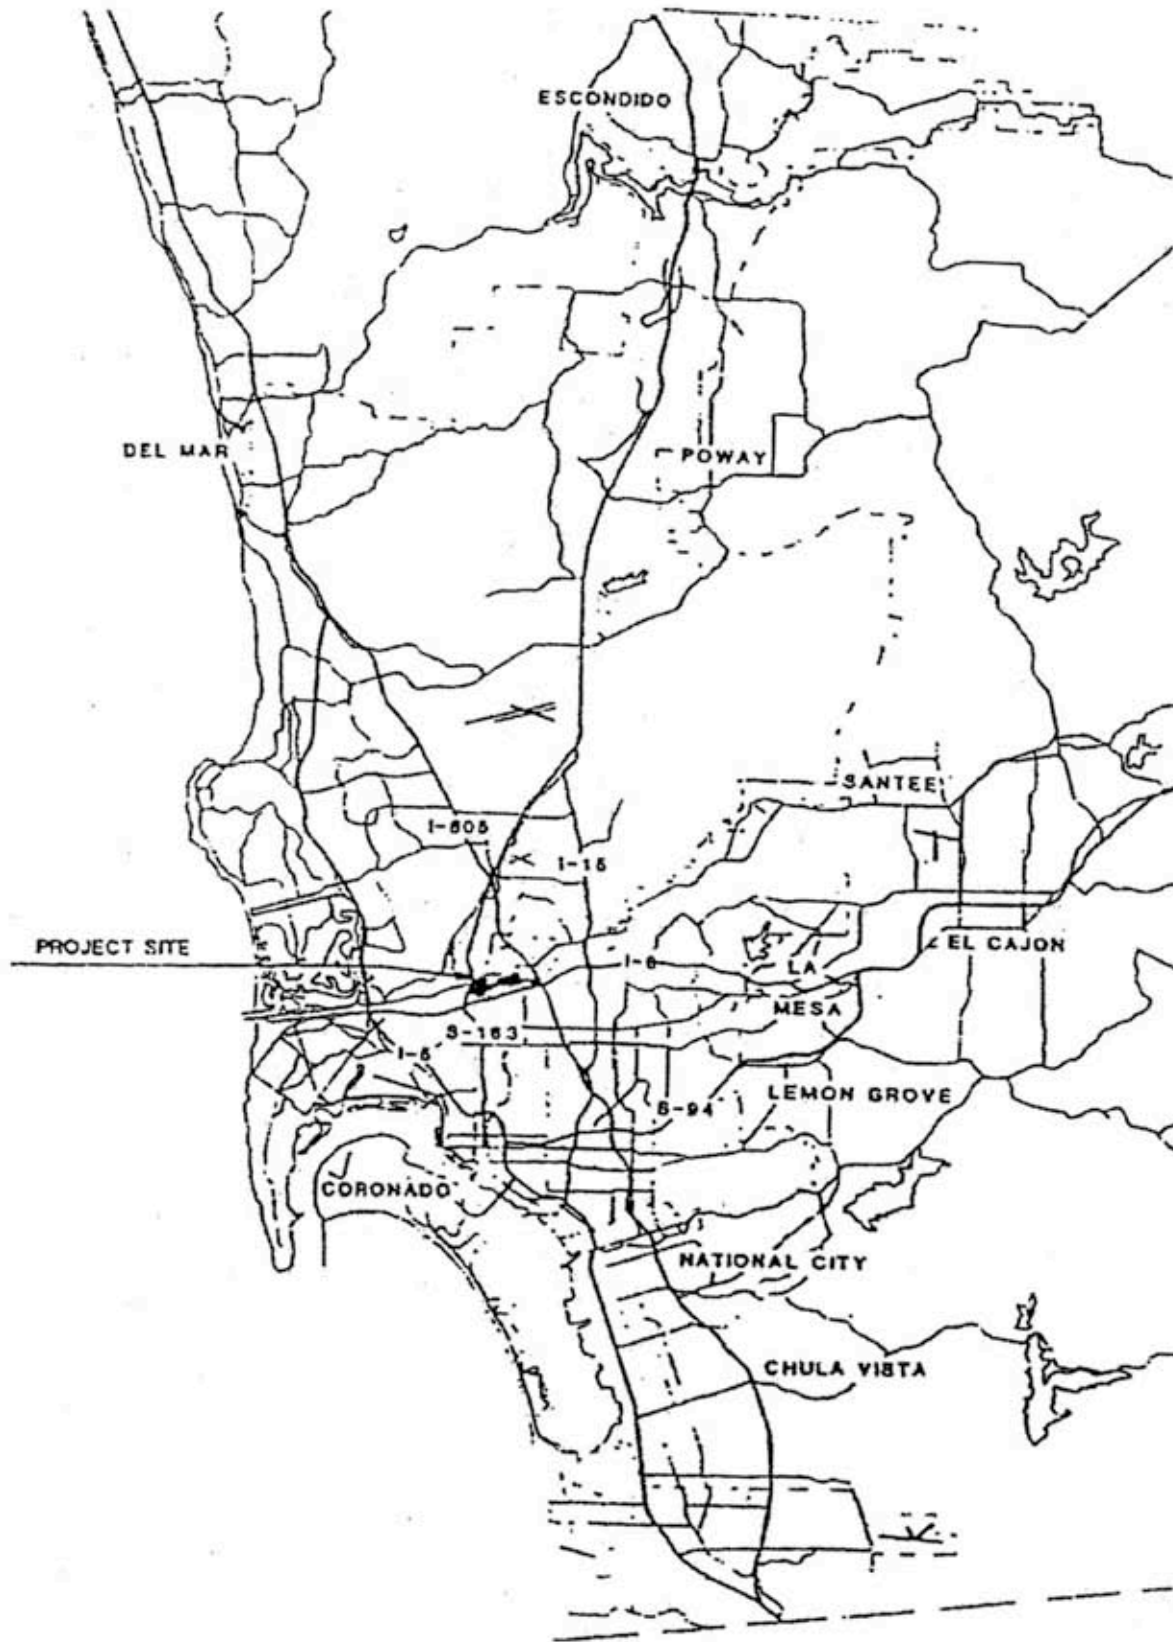 ESCONDIDO
DEL MAR
POWAY
SANTEE
I-805
I-15
PROJECT SITE
EL CAJON
I-8
LA
MESA
S-163
I-5
LEMON GROVE
S-94
CORONADO
NATIONAL CITY
CHULA VISTA